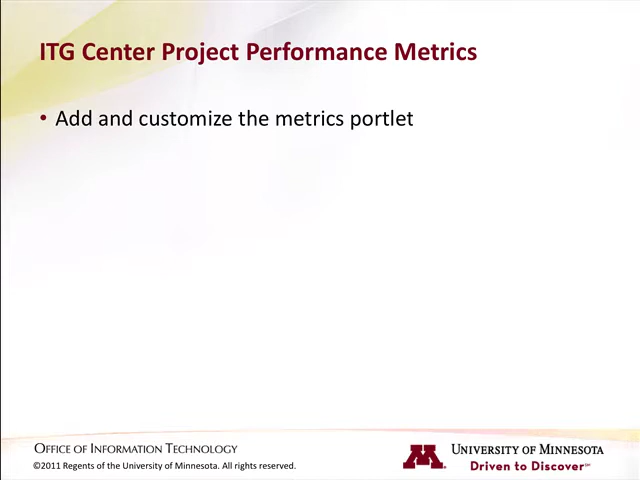 ITG Center Project Performance Metrics
• Add and customize the metrics portlet
OFFICE OF INFORMATION TECHNOLOGY
©2011 Regents of the University of Minnesota. All rights reserved.
M
UNIVERSITY OF MINNESOTA
Driven to Discover℠